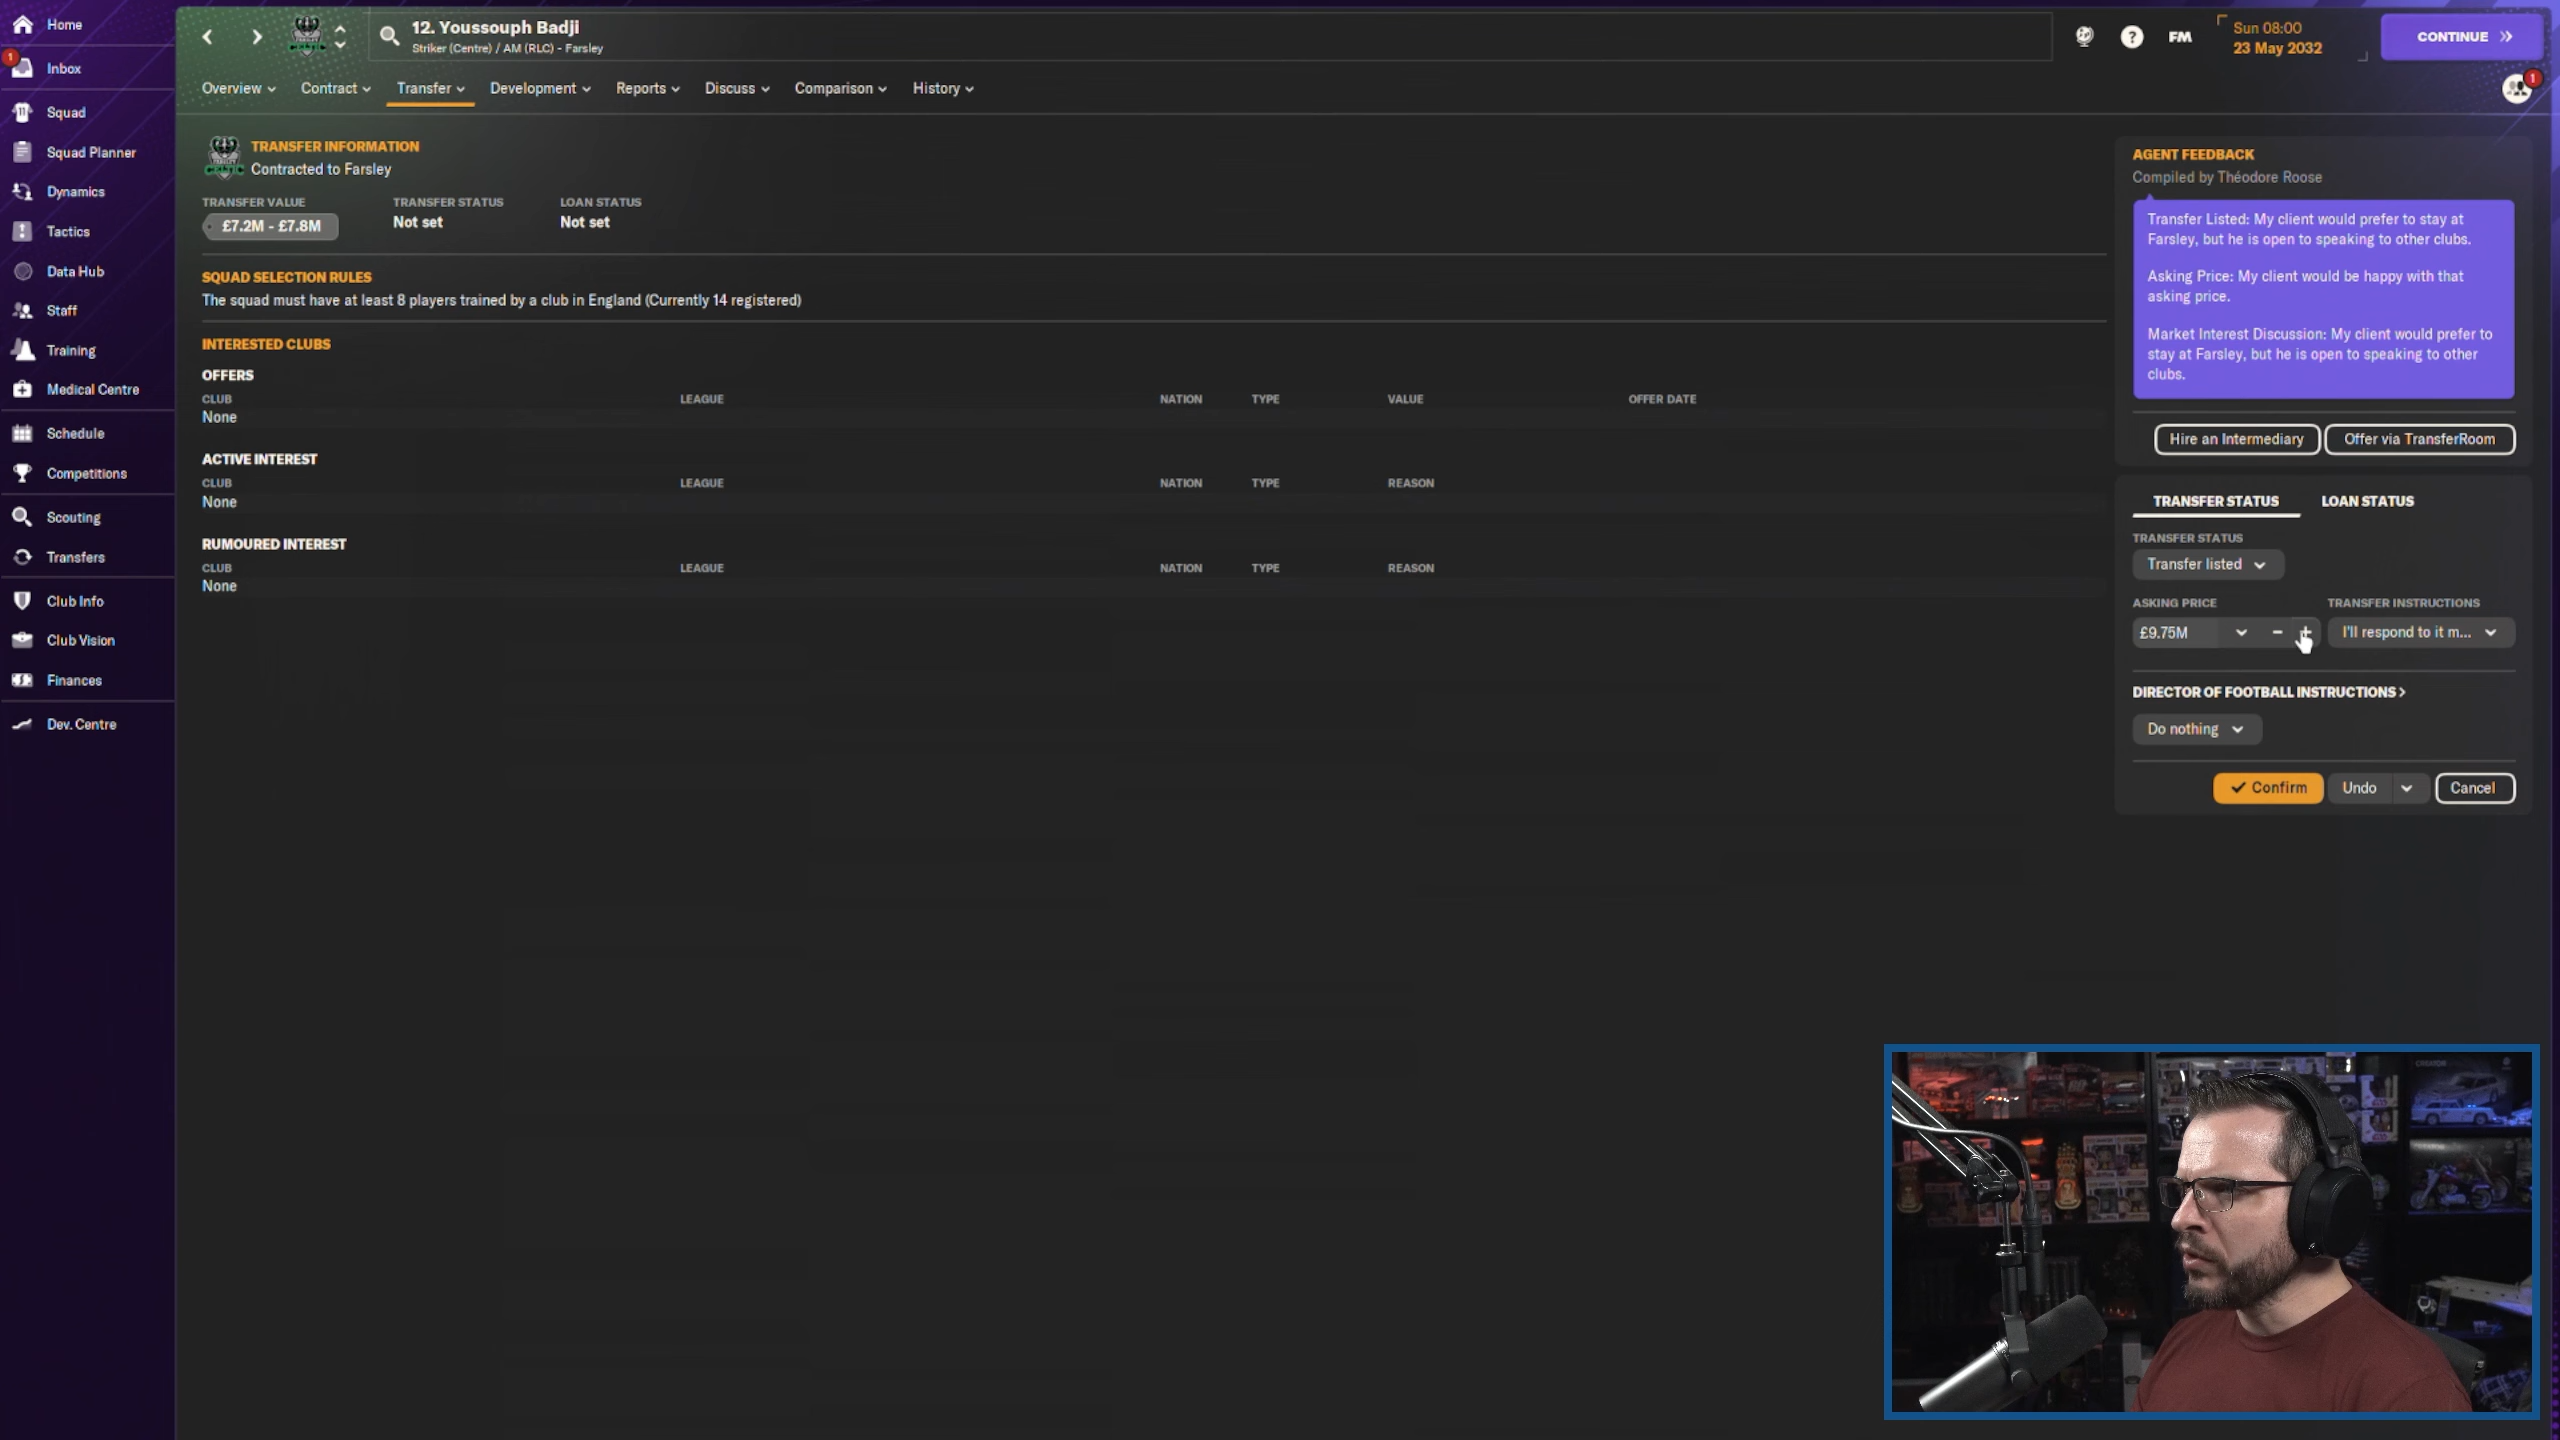 Home
1
Inbox
Squad
Squad Planner
Dynamics
Tactics
Data Hub
Staff
Training
Medical Centre
Schedule
Competitions
Scouting
Transfers
Club Info
Club Vision
Finances
Dev. Centre
12. Youssouph Badji
Striker (Centre) / AM (RLC) - Farsley
FM
Sun 08:00
23 May 2032
CONTINUE
1
Overview
Contract
Transfer
Development
Reports
Discuss
Comparison
History
TRANSFER INFORMATION
Contracted to Farsley
TRANSFER VALUE
£7.2M - £7.8M
TRANSFER STATUS
Not set
LOAN STATUS
Not set
SQUAD SELECTION RULES
The squad must have at least 8 players trained by a club in England (Currently 14 registered)
INTERESTED CLUBS
OFFERS
CLUB LEAGUE NATION TYPE VALUE OFFER DATE
None
ACTIVE INTEREST
CLUB LEAGUE NATION TYPE REASON
None
RUMOURED INTEREST
CLUB LEAGUE NATION TYPE REASON
None
AGENT FEEDBACK
Compiled by Théodore Roose
Transfer Listed: My client would prefer to stay at
Farsley, but he is open to speaking to other clubs.
Asking Price: My client would be happy with that
asking price.
Market Interest Discussion: My client would prefer to
stay at Farsley, but he is open to speaking to other
clubs.
Hire an Intermediary
Offer via TransferRoom
TRANSFER STATUS
LOAN STATUS
TRANSFER STATUS
Transfer listed
ASKING PRICE
£9.75M
TRANSFER INSTRUCTIONS
I'll respond to it m...
DIRECTOR OF FOOTBALL INSTRUCTIONS >
Do nothing
Confirm
Undo
Cancel